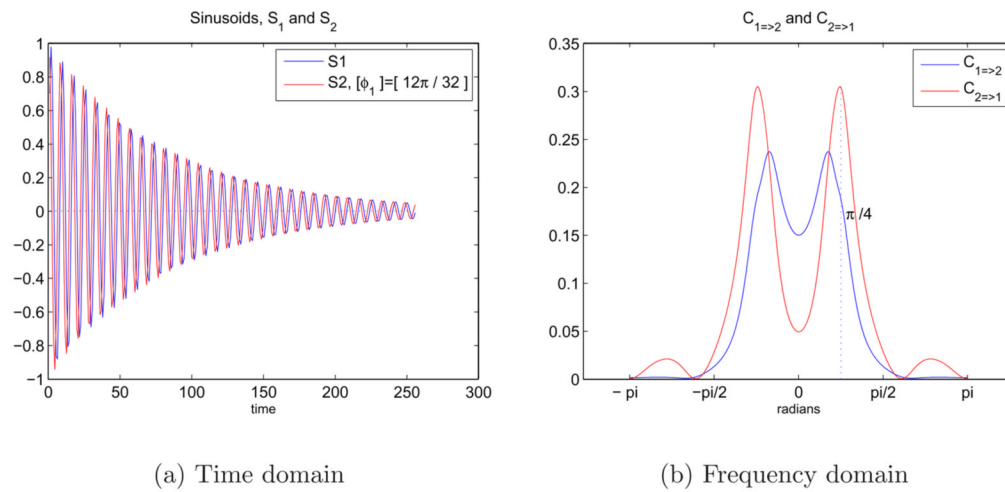 Sinusoids, S₁ and S₂
S1
S2, [ϕ₁]=[ 12π / 32 ]
1
0.8
0.6
0.4
0.2
0
−0.2
−0.4
−0.6
−0.8
−1
0 50 100 150 200 250 300
time
(a) Time domain
C₁₌>₂ and C₂₌>₁
C₁₌>₂
C₂₌>₁
0.35
0.3
0.25
0.2
0.15
0.1
0.05
0
π /4
− pi −pi/2 0 pi/2 pi
radians
(b) Frequency domain